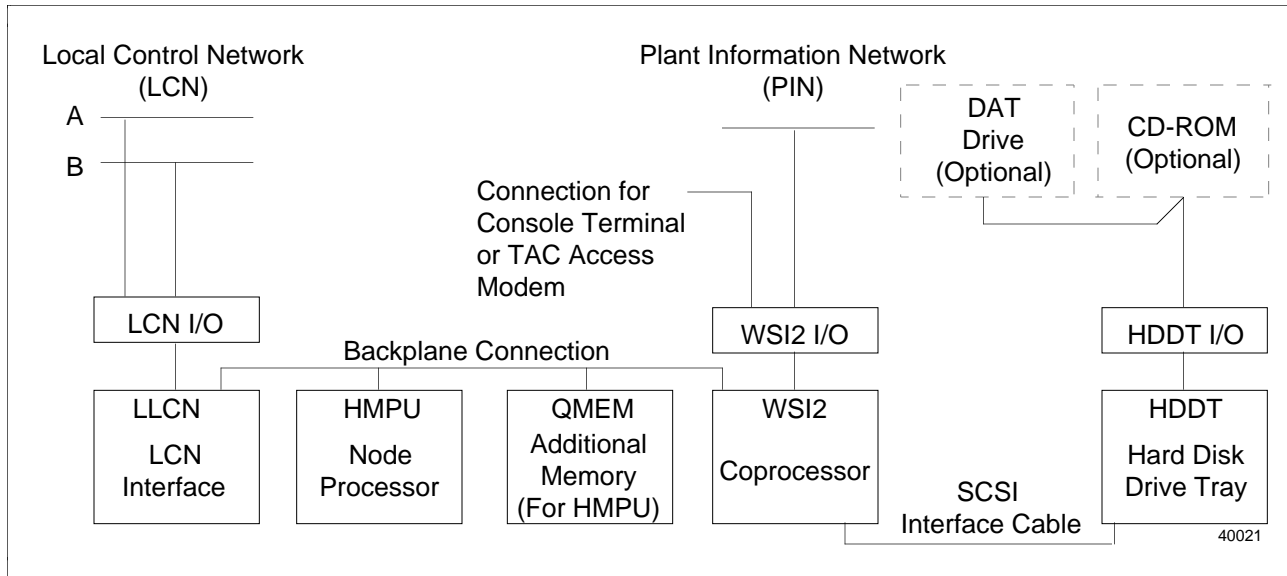 Local Control Network
(LCN)
A
B
Plant Information Network
(PIN)
DAT
Drive
(Optional)
CD-ROM
(Optional)
Connection for
Console Terminal
or TAC Access
Modem
LCN I/O
WSI2 I/O
HDDT I/O
Backplane Connection
LLCN
LCN
Interface
HMPU
Node
Processor
QMEM
Additional
Memory
(For HMPU)
WSI2
Coprocessor
SCSI
Interface Cable
HDDT
Hard Disk
Drive Tray
40021